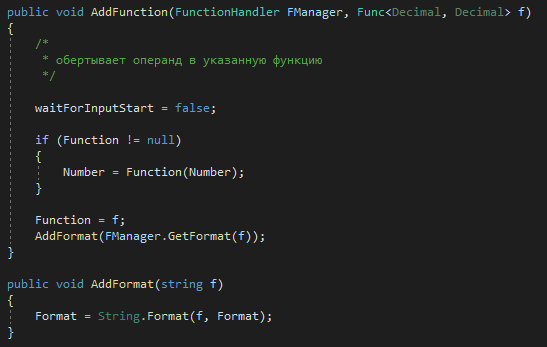 public void AddFunction(FunctionHandler FManager, Func<Decimal, Decimal> f)
{
/*
* обертывает операнд в указанную функцию
*/
waitForInputStart = false;
if (Function != null)
{
Number = Function(Number);
}
Function = f;
AddFormat(FManager.GetFormat(f));
}
public void AddFormat(string f)
{
Format = String.Format(f, Format);
}